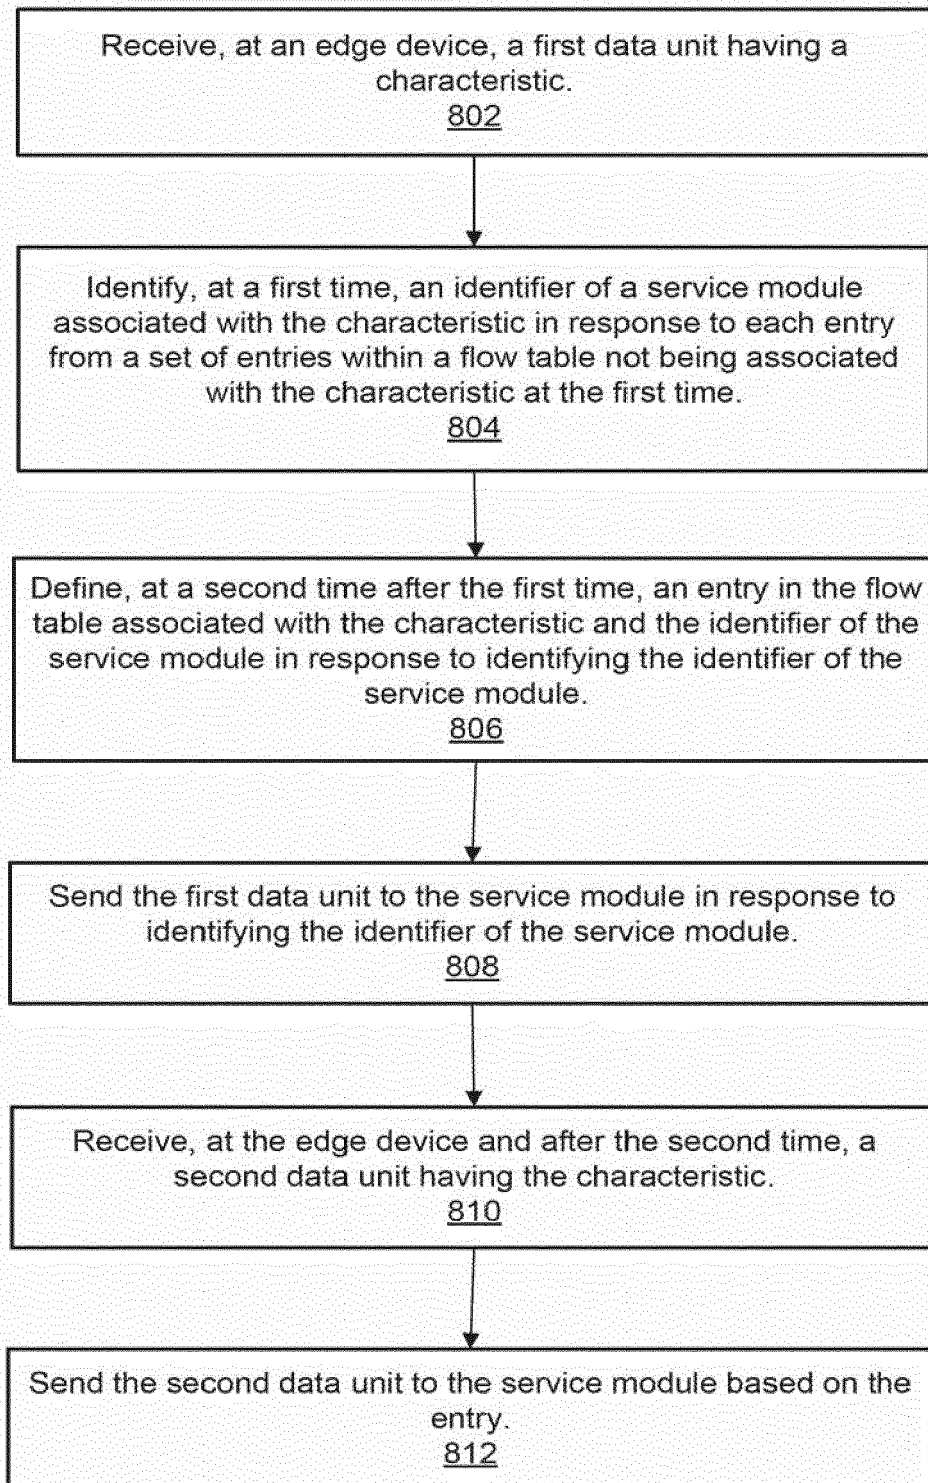 Receive, at an edge device, a first data unit having a
characteristic.
802
Identify, at a first time, an identifier of a service module
associated with the characteristic in response to each entry
from a set of entries within a flow table not being associated
with the characteristic at the first time.
804
Define, at a second time after the first time, an entry in the flow
table associated with the characteristic and the identifier of the
service module in response to identifying the identifier of the
service module.
806
Send the first data unit to the service module in response to
identifying the identifier of the service module.
808
Receive, at the edge device and after the second time, a
second data unit having the characteristic.
810
Send the second data unit to the service module based on the
entry.
812